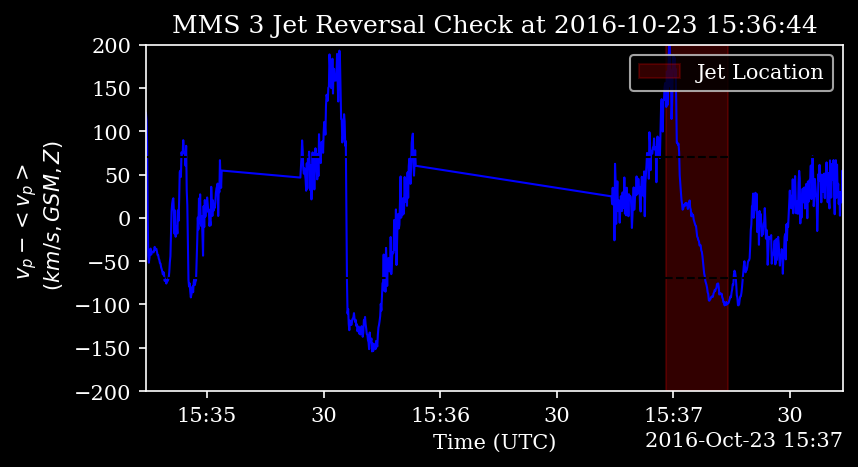 MMS 3 Jet Reversal Check at 2016-10-23 15:36:44
Jet Location
200
150
100
50
0
−50
−100
−150
−200
v_p − < v_p >
(km/s, GSM, Z)
15:35 30 15:36 30 15:37 30
Time (UTC)
2016-Oct-23 15:37